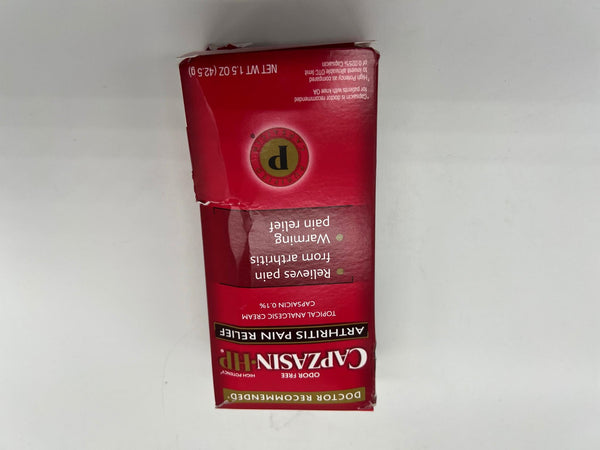 DOCTOR RECOMMENDED*
ODOR FREE
HIGH POTENCY†
CAPZASIN-HP®
ARTHRITIS PAIN RELIEF
TOPICAL ANALGESIC CREAM
CAPSAICIN 0.1%
• Relieves pain
from arthritis
• Warming
pain relief
P
®
*Capsaicin is doctor recommended
for patients with knee OA
†High Potency as compared
to lowest allowable OTC limit
of 0.025% Capsaicin
NET WT 1.5 OZ (42.5 g)